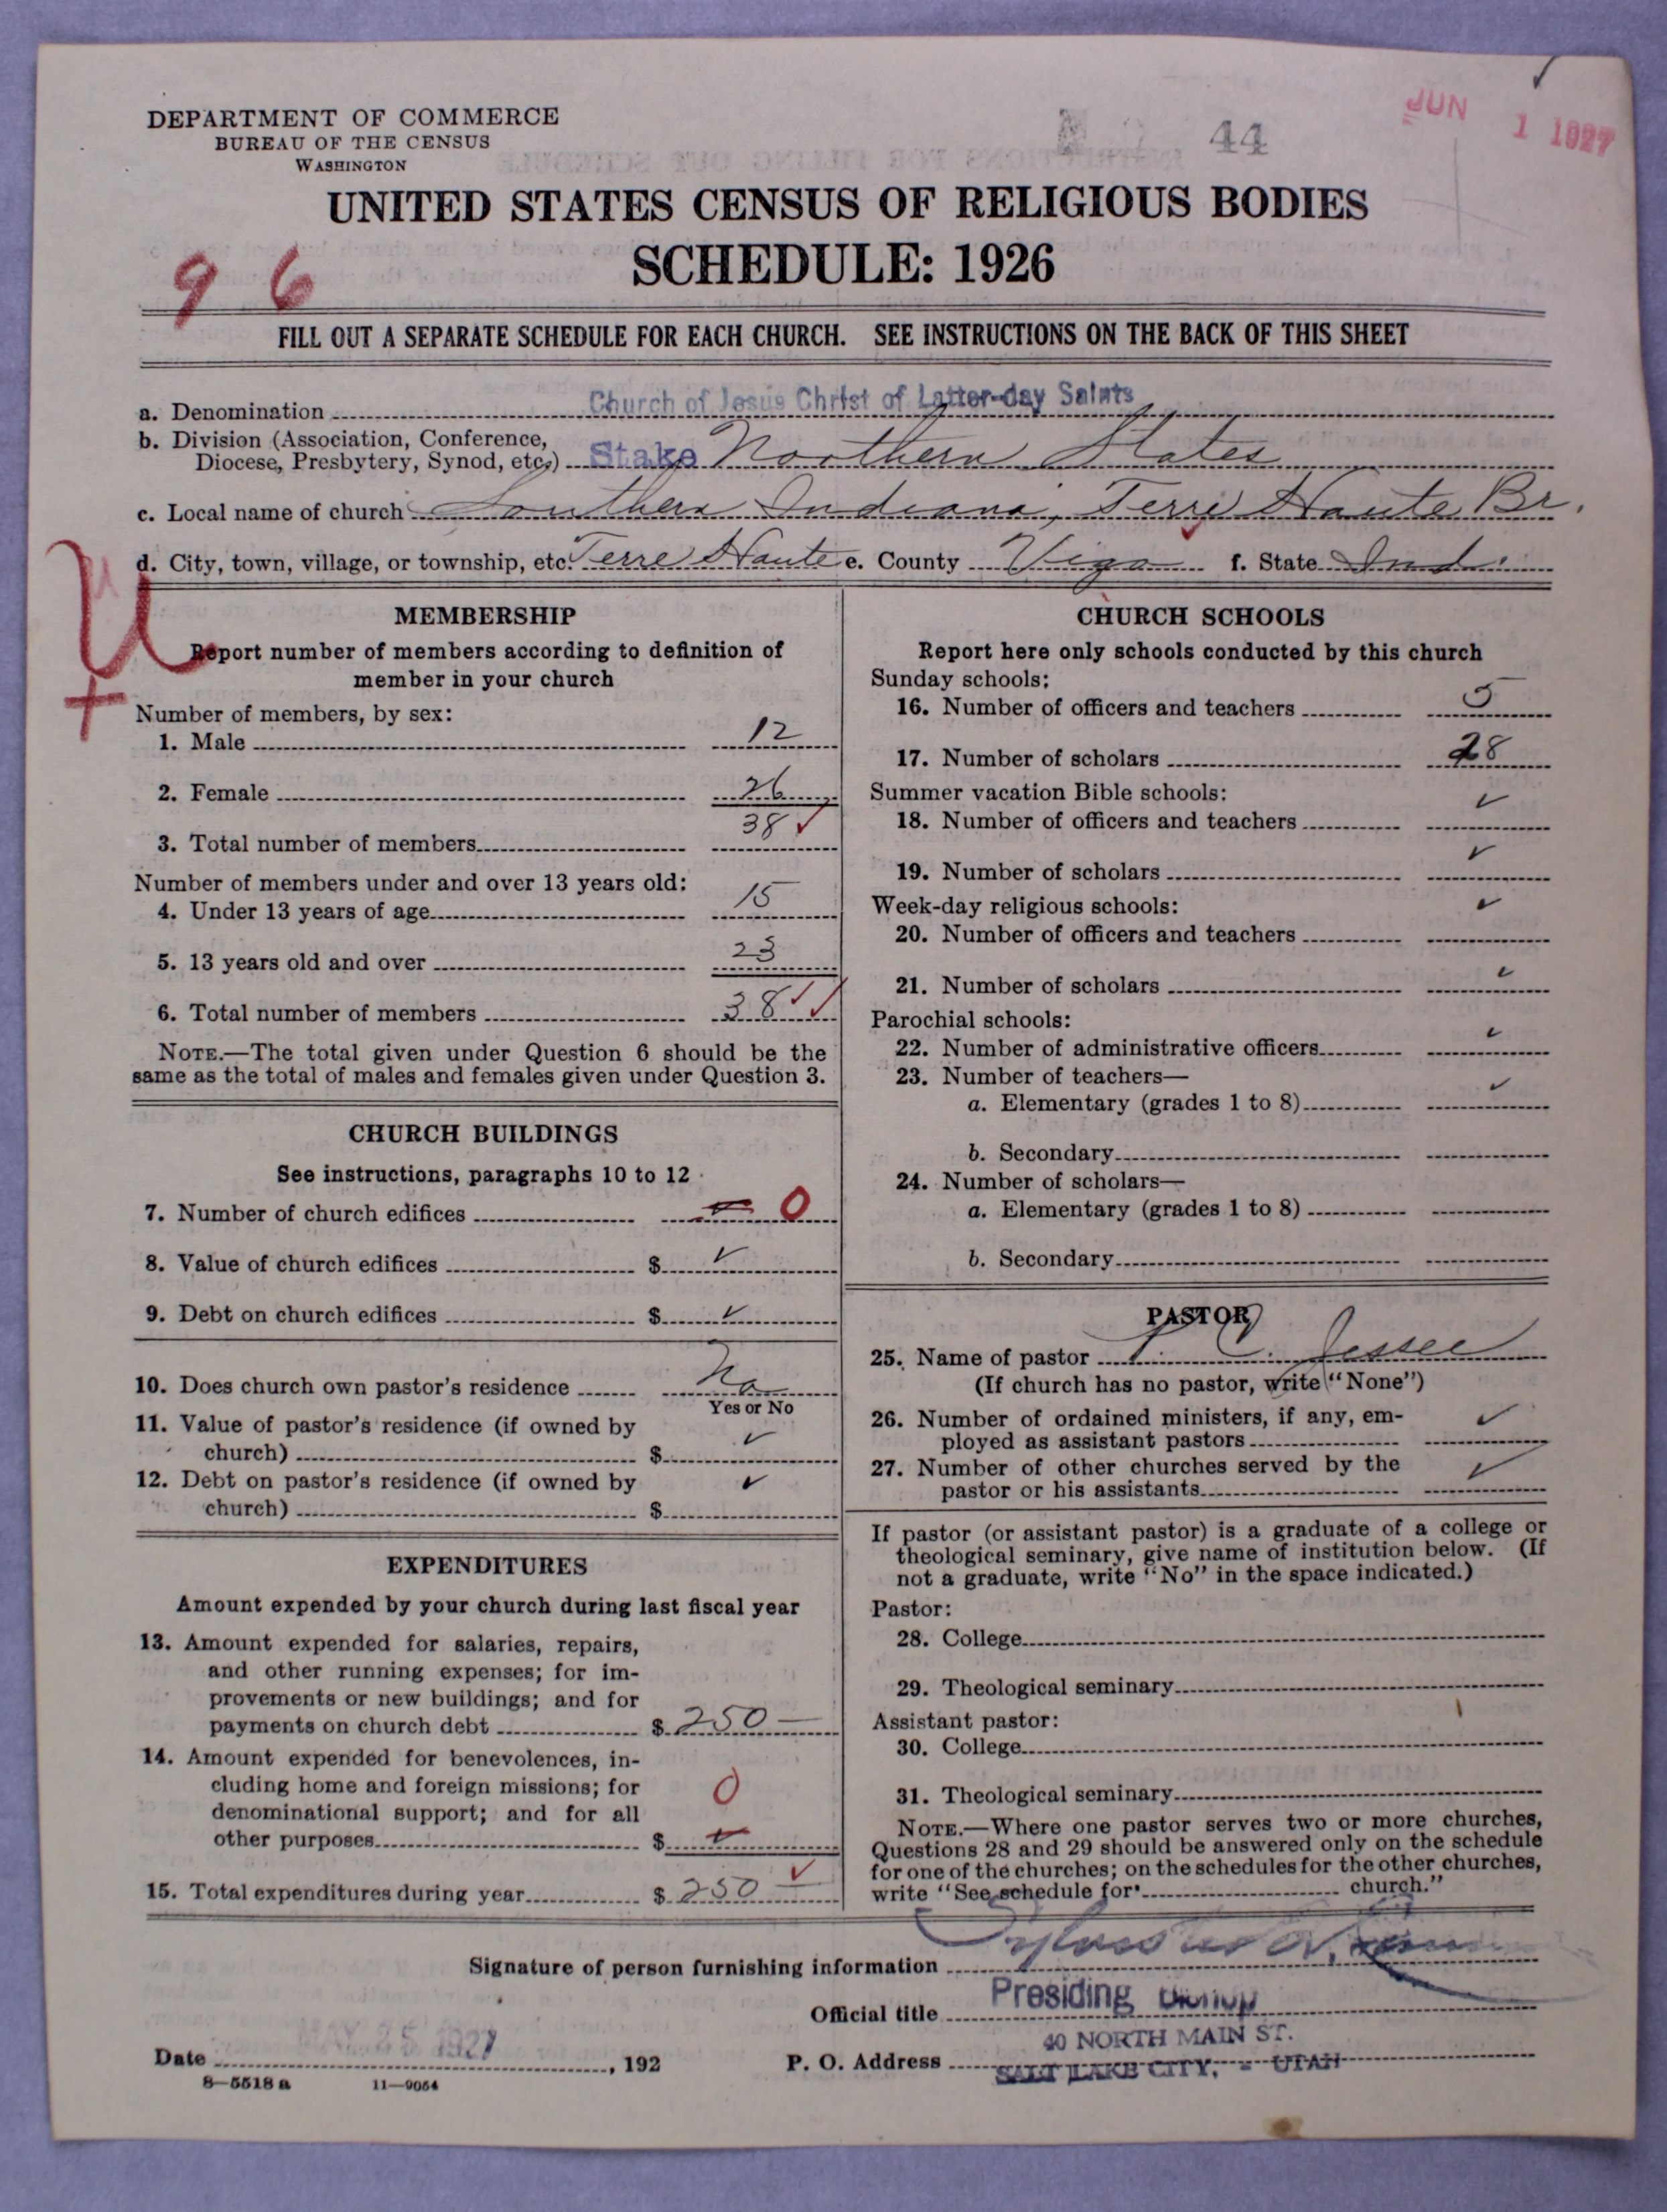 DEPARTMENT OF COMMERCE
BUREAU OF THE CENSUS
WASHINGTON
44
JUN 1 1927
UNITED STATES CENSUS OF RELIGIOUS BODIES
SCHEDULE: 1926
9 6
FILL OUT A SEPARATE SCHEDULE FOR EACH CHURCH. SEE INSTRUCTIONS ON THE BACK OF THIS SHEET
a. Denomination Church of Jesus Christ of Latter-day Saints
b. Division (Association, Conference,
Diocese, Presbytery, Synod, etc.) Stake Northern States
c. Local name of church Southern Indiana, Terre Haute Br.
d. City, town, village, or township, etc. Terre Haute e. County Vigo f. State Ind.
U
+
MEMBERSHIP
Report number of members according to definition of
member in your church
Number of members, by sex:
1. Male 12
2. Female 26
3. Total number of members 38 ✓
Number of members under and over 13 years old:
4. Under 13 years of age 15
5. 13 years old and over 23
6. Total number of members 38 ✓ ✓
NOTE.—The total given under Question 6 should be the
same as the total of males and females given under Question 3.
CHURCH BUILDINGS
See instructions, paragraphs 10 to 12
7. Number of church edifices 0
8. Value of church edifices $ ✓
9. Debt on church edifices $ ✓
10. Does church own pastor's residence No
Yes or No
11. Value of pastor's residence (if owned by
church) $ ✓
12. Debt on pastor's residence (if owned by
church) $ ✓
EXPENDITURES
Amount expended by your church during last fiscal year
13. Amount expended for salaries, repairs,
and other running expenses; for im-
provements or new buildings; and for
payments on church debt $ 250 —
14. Amount expended for benevolences, in-
cluding home and foreign missions; for
denominational support; and for all
other purposes $ 0
15. Total expenditures during year $ 250 — ✓
CHURCH SCHOOLS
Report here only schools conducted by this church
Sunday schools:
16. Number of officers and teachers 5
17. Number of scholars 28
Summer vacation Bible schools:
18. Number of officers and teachers ✓
19. Number of scholars ✓
Week-day religious schools:
20. Number of officers and teachers ✓
21. Number of scholars ✓
Parochial schools:
22. Number of administrative officers ✓
23. Number of teachers—
a. Elementary (grades 1 to 8) ✓
b. Secondary
24. Number of scholars—
a. Elementary (grades 1 to 8)
b. Secondary
PASTOR
25. Name of pastor P. C. Jessee
(If church has no pastor, write "None")
26. Number of ordained ministers, if any, em-
ployed as assistant pastors ✓
27. Number of other churches served by the
pastor or his assistants ✓
If pastor (or assistant pastor) is a graduate of a college or
theological seminary, give name of institution below. (If
not a graduate, write "No" in the space indicated.)
Pastor:
28. College
29. Theological seminary
Assistant pastor:
30. College
31. Theological seminary
NOTE.—Where one pastor serves two or more churches,
Questions 28 and 29 should be answered only on the schedule
for one of the churches; on the schedules for the other churches,
write "See schedule for church."
Signature of person furnishing information
Official title Presiding Bishop
Date MAY 25 1927, 192
P. O. Address 40 NORTH MAIN ST.
SALT LAKE CITY, - UTAH
8—5518 a 11—9054